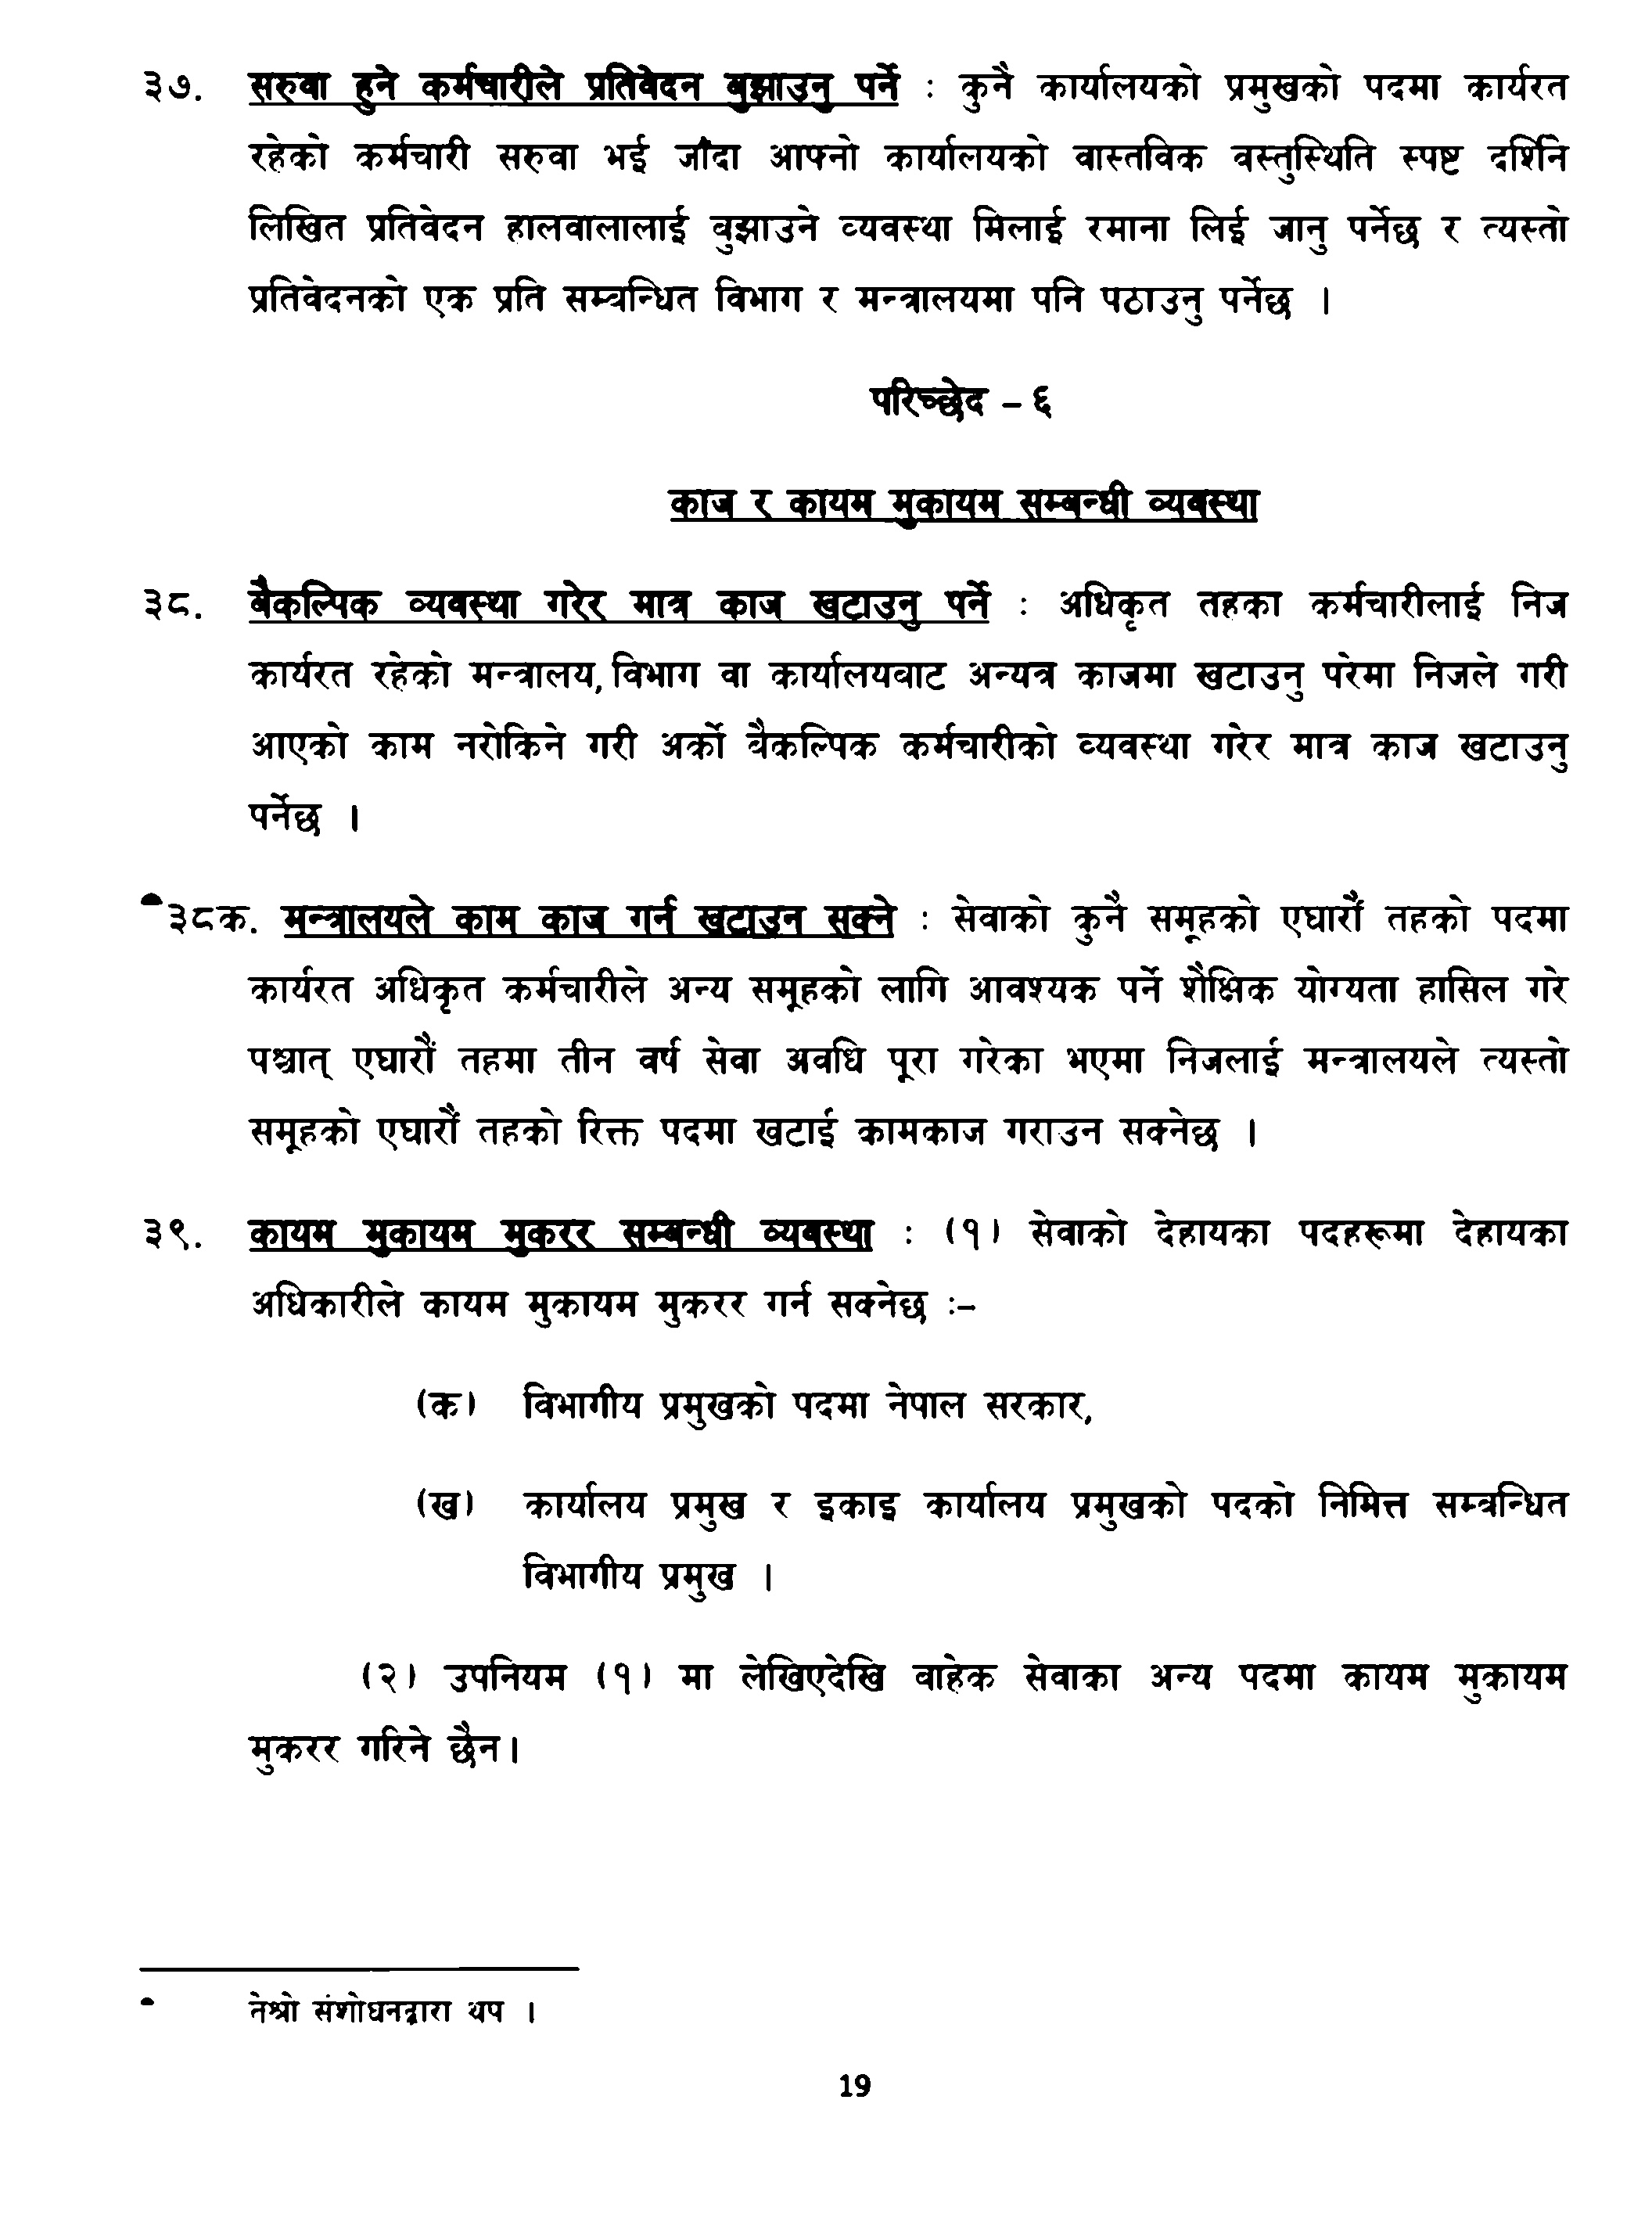 ३७. सरुवा हुने कर्मचारीले प्रतिवेदन बुझाउनु पर्ने : कुनै कार्यालयको प्रमुखको पदमा कार्यरत
रहेको कर्मचारी सरुवा भई जाँदा आफ्नो कार्यालयको वास्तविक वस्तुस्थिति स्पष्ट दर्शिने
लिखित प्रतिवेदन हालवालालाई बुझाउने व्यवस्था मिलाई रमाना लिई जानु पर्नेछ र त्यस्तो
प्रतिवेदनको एक प्रति सम्बन्धित विभाग र मन्त्रालयमा पनि पठाउनु पर्नेछ ।
परिच्छेद – ६
काज र कायम मुकायम सम्बन्धी व्यवस्था
३८. बैकल्पिक व्यवस्था गरेर मात्र काज खटाउनु पर्ने : अधिकृत तहका कर्मचारीलाई निज
कार्यरत रहेको मन्त्रालय, विभाग वा कार्यालयबाट अन्यत्र काजमा खटाउनु परेमा निजले गरी
आएको काम नरोकिने गरी अर्को बैकल्पिक कर्मचारीको व्यवस्था गरेर मात्र काज खटाउनु
पर्नेछ ।
३८क. मन्त्रालयले काम काज गर्न खटाउन सक्ने : सेवाको कुनै समूहको एघारौं तहको पदमा
कार्यरत अधिकृत कर्मचारीले अन्य समूहको लागि आवश्यक पर्ने शैक्षिक योग्यता हासिल गरे
पश्चात् एघारौं तहमा तीन वर्ष सेवा अवधि पूरा गरेका भएमा निजलाई मन्त्रालयले त्यस्तो
समूहको एघारौं तहको रिक्त पदमा खटाई कामकाज गराउन सक्नेछ ।
३९. कायम मुकायम मुकरर सम्बन्धी व्यवस्था : (१) सेवाको देहायका पदहरूमा देहायका
अधिकारीले कायम मुकायम मुकरर गर्न सक्नेछ :–
(क) विभागीय प्रमुखको पदमा नेपाल सरकार,
(ख) कार्यालय प्रमुख र इकाइ कार्यालय प्रमुखको पदको निमित्त सम्बन्धित
विभागीय प्रमुख ।
(२) उपनियम (१) मा लेखिएदेखि बाहेक सेवाका अन्य पदमा कायम मुकायम
मुकरर गरिने छैन।
तेश्रो संशोधनद्वारा थप ।
19